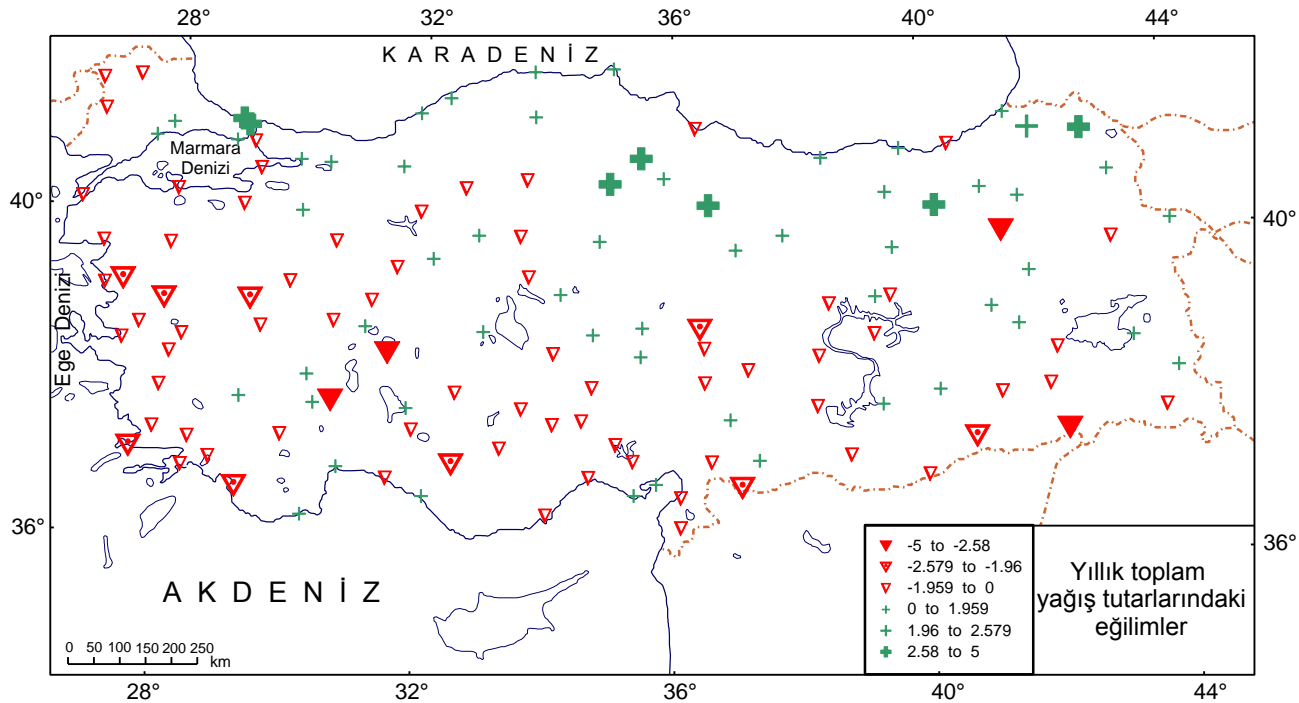 28° 32° 36° 40° 44°
K A R A D E N İ Z
Marmara
Denizi
40° 40°
Ege Denizi
36° 36°
A K D E N İ Z
-5 to -2.58
-2.579 to -1.96
-1.959 to 0
0 to 1.959
1.96 to 2.579
2.58 to 5
Yıllık toplam
yağış tutarlarındaki
eğilimler
0 50 100 150 200 250
km
28° 32° 36° 40° 44°